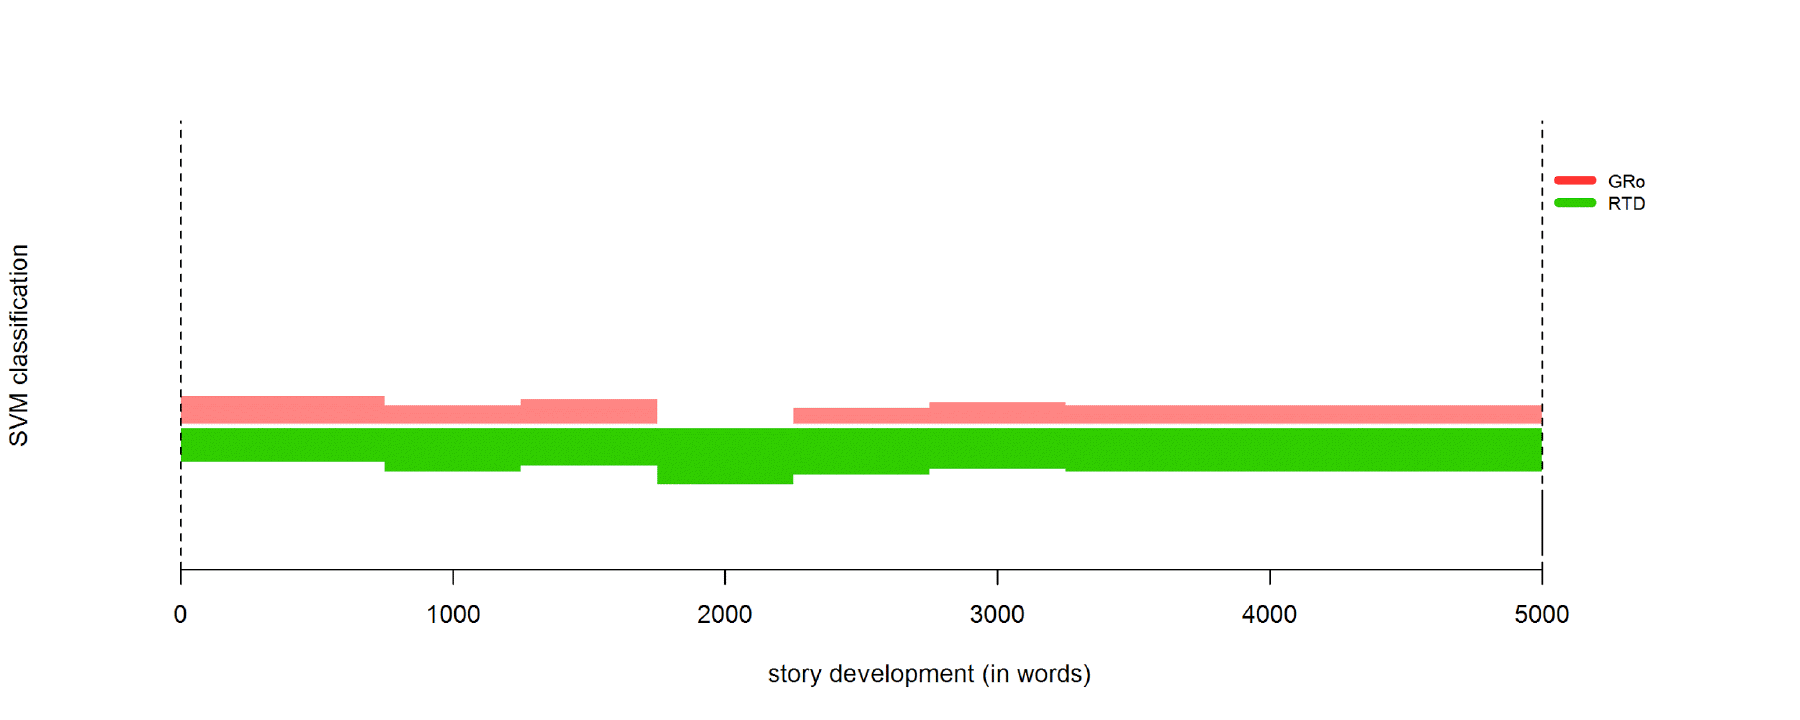 GRo
RTD
SVM classification
0 1000 2000 3000 4000 5000
story development (in words)